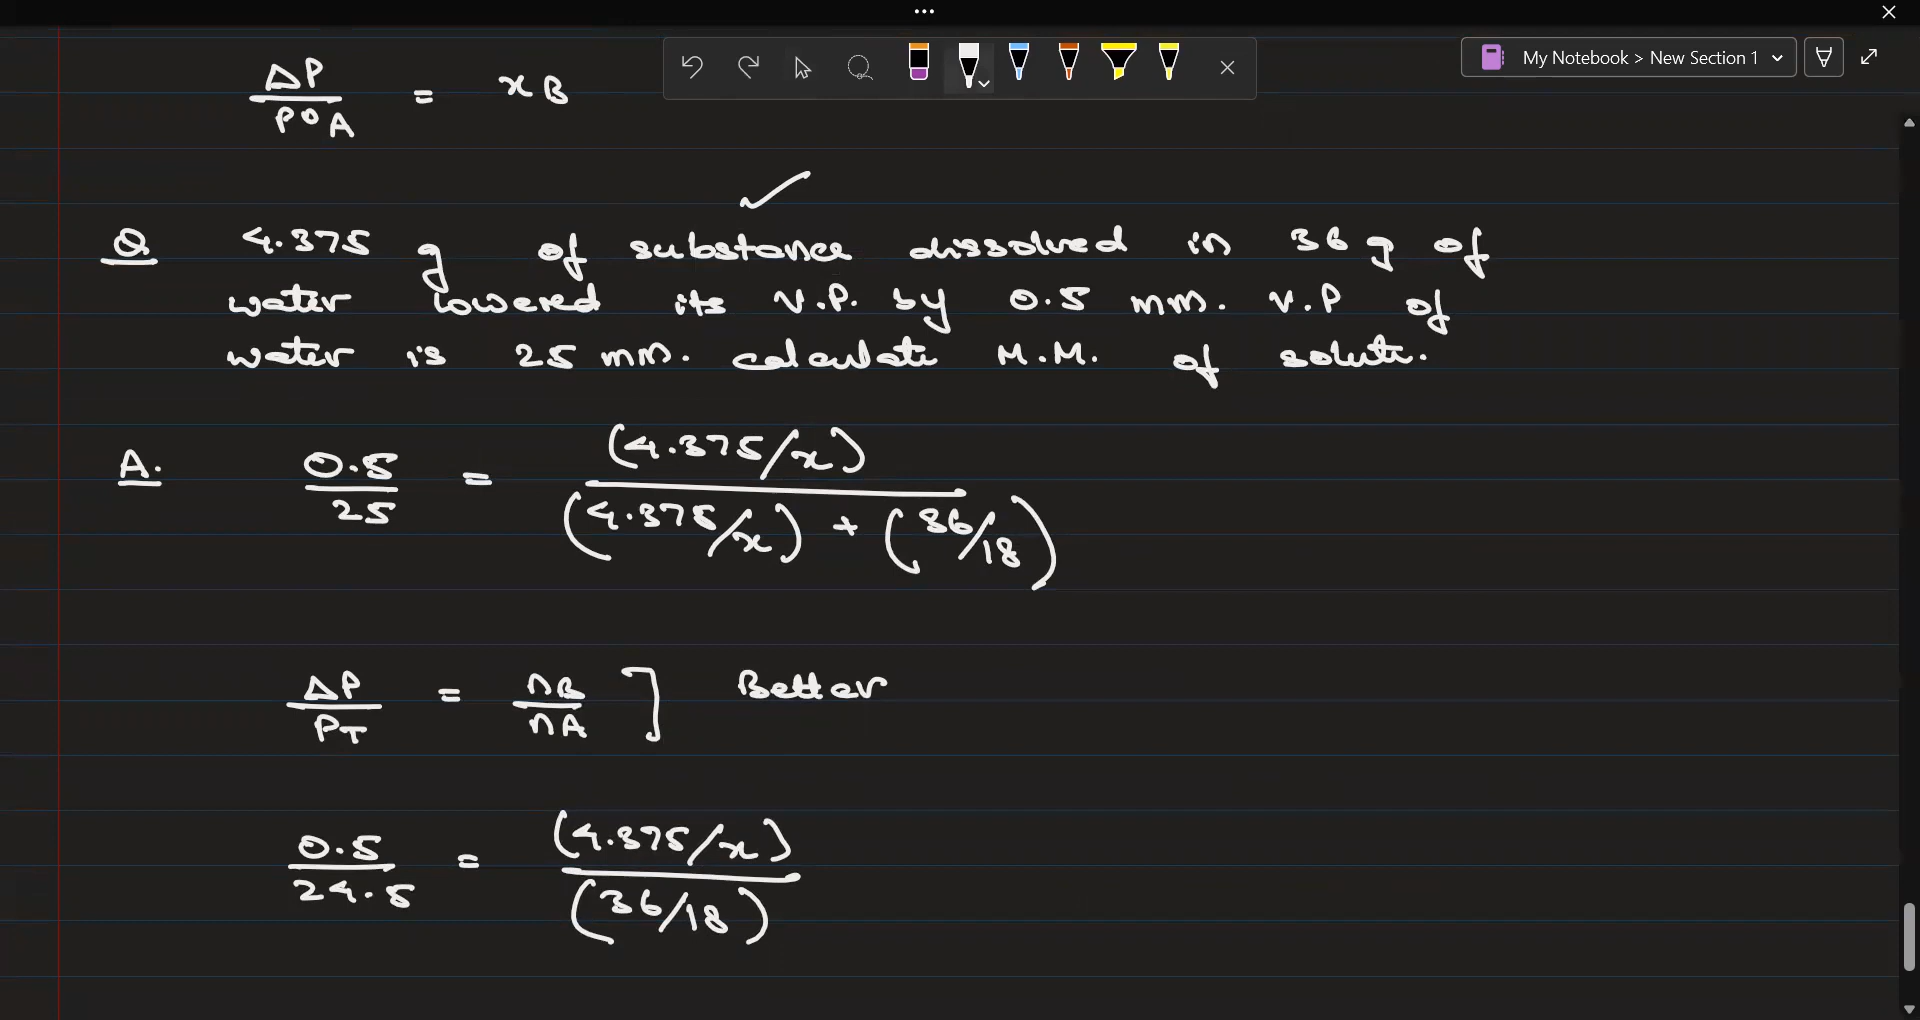 ...
My Notebook > New Section 1
ΔP/P°A = xB
Q 4.375 g of substance dissolved in 36 g of
water lowered its v.P. by 0.5 mm. v.P of
water is 25 mm. calculate M.M. of solute.
A. 0.5/25 = (4.375/x)/((4.375/x) + (36/18))
ΔP/PT = nB/nA ] Better
0.5/24.5 = (4.375/x)/(36/18)